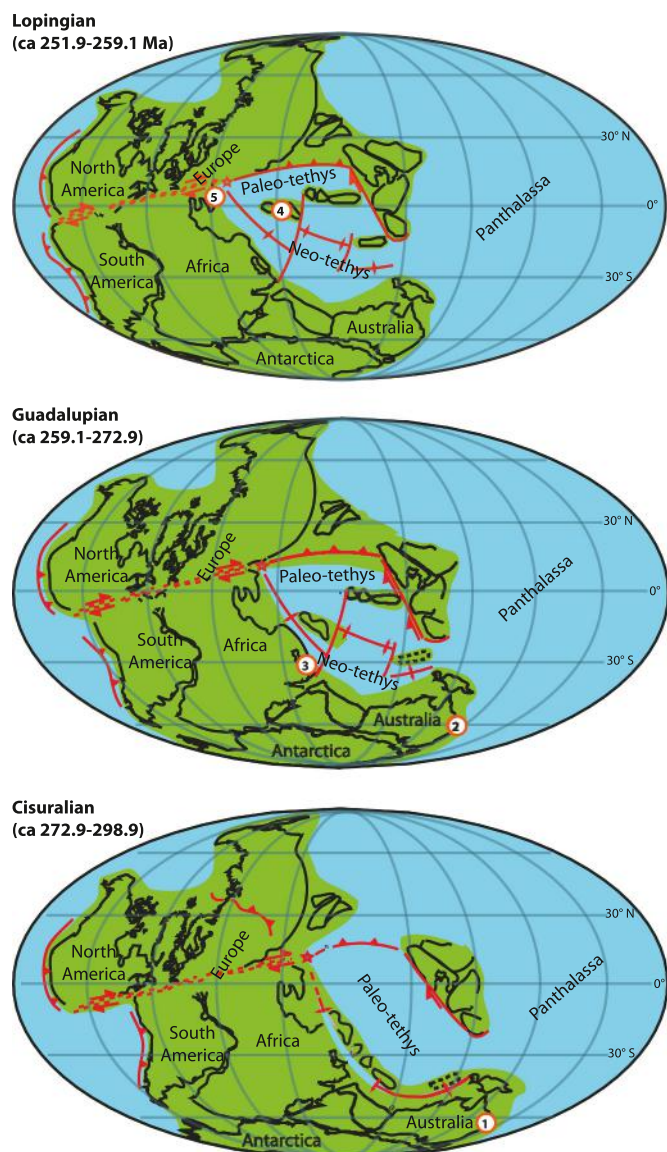 Lopingian
(ca 251.9-259.1 Ma)
30° N
North
America
Europe
Paleo-tethys
5
4
0°
Panthalassa
South
America
Africa
Neo-tethys
30° S
Australia
Antarctica
Guadalupian
(ca 259.1-272.9)
30° N
North
America
Europe
Paleo-tethys
0°
Panthalassa
South
America
Africa
3
Neo-tethys
30° S
Australia
2
Antarctica
Cisuralian
(ca 272.9-298.9)
30° N
North
America
Europe
Paleo-tethys
Panthalassa
0°
South
America
Africa
30° S
Australia
1
Antarctica